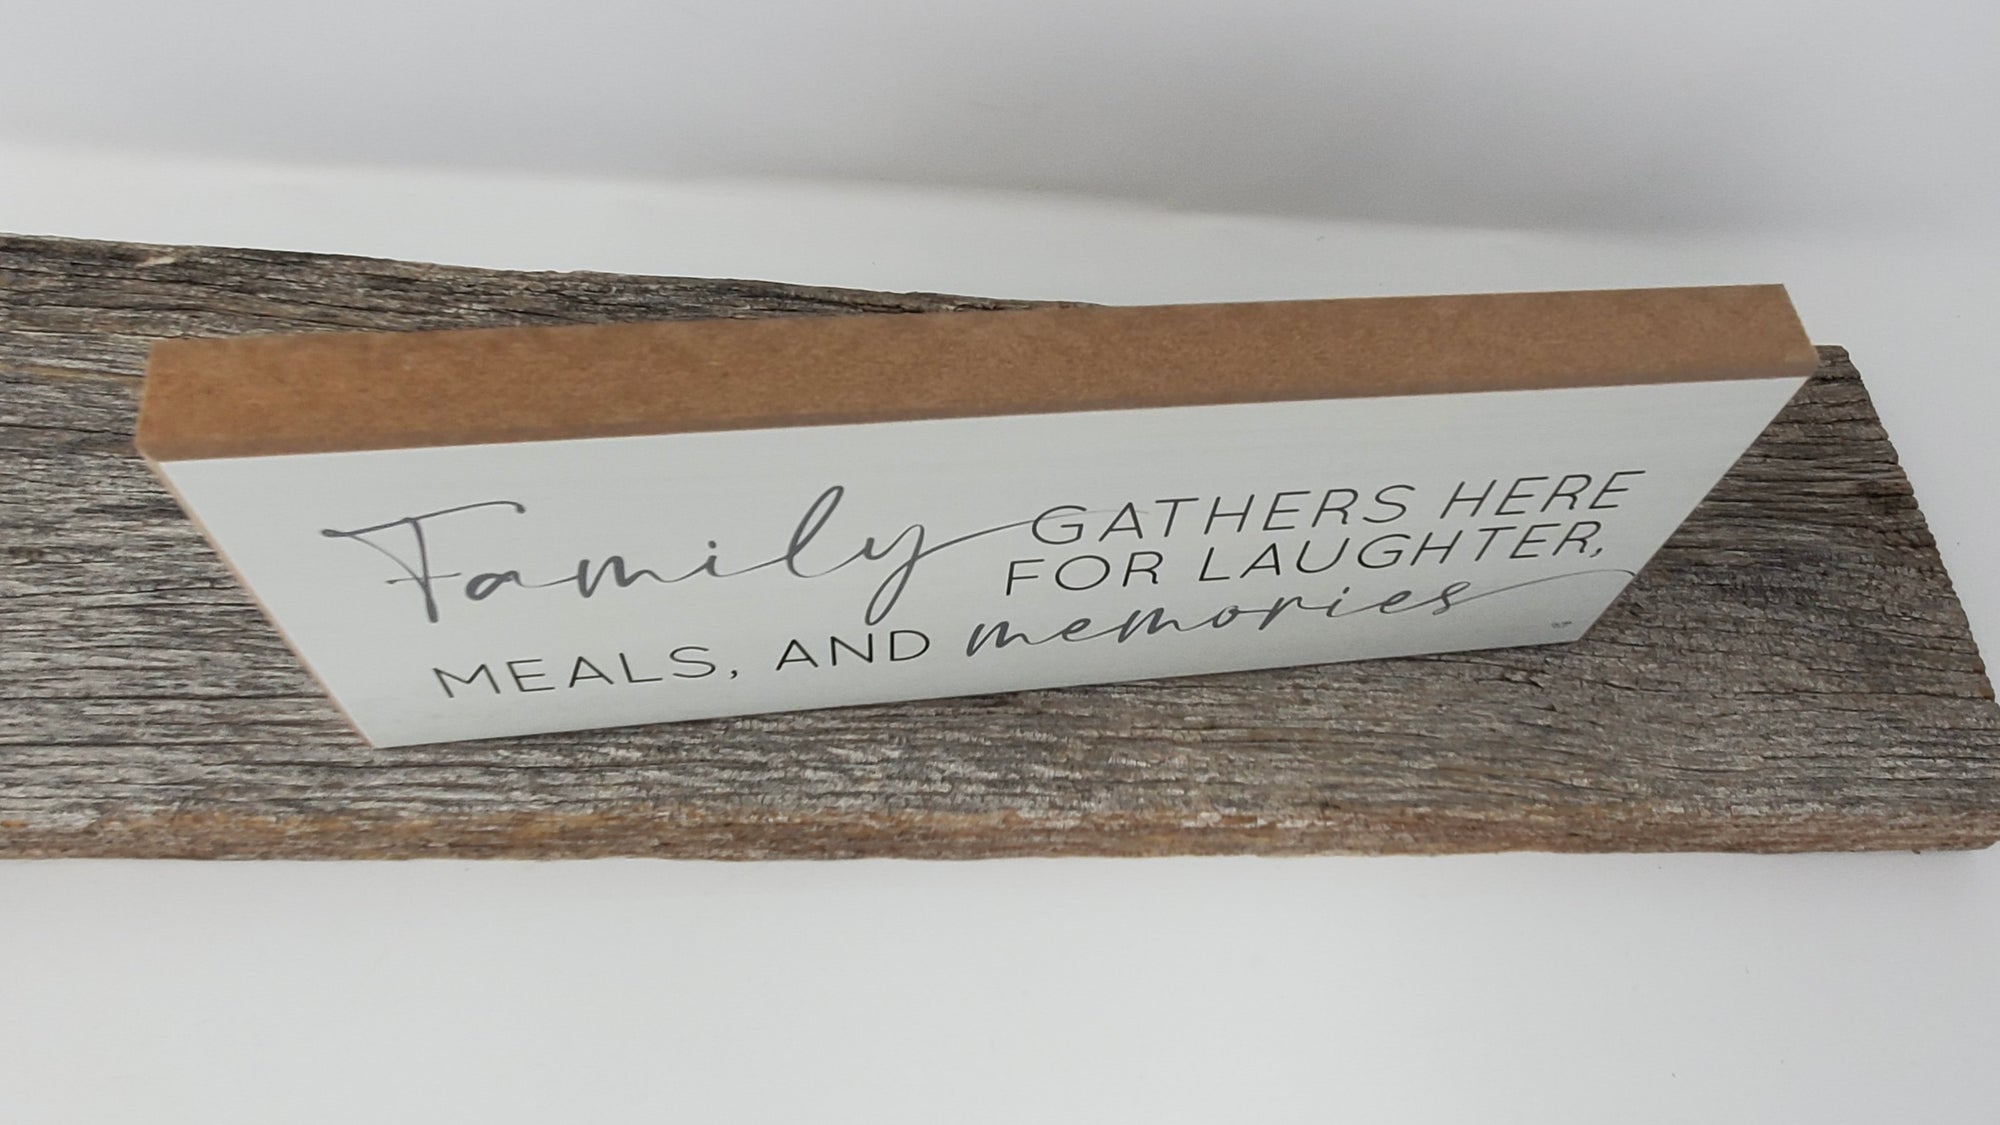 Family GATHERS HERE
FOR LAUGHTER,
MEALS, AND memories